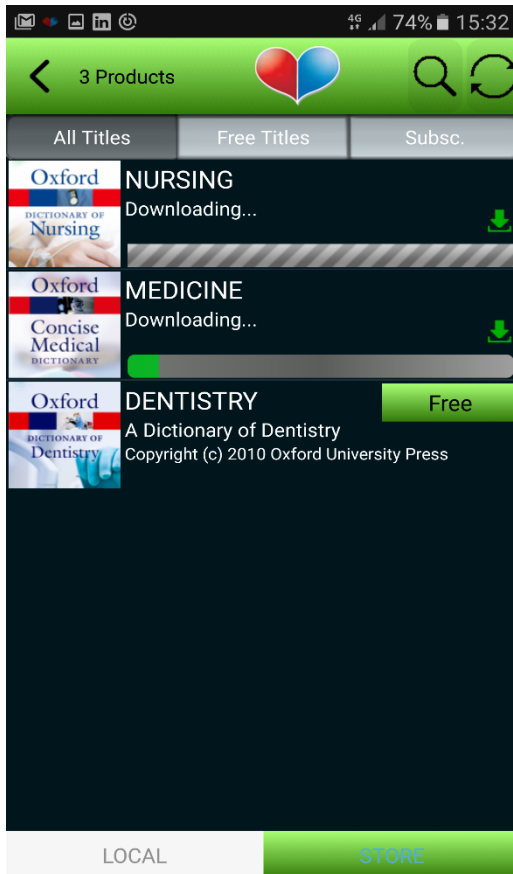 4G 74% 15:32
3 Products
All Titles Free Titles Subsc.
Oxford
DICTIONARY OF
Nursing
NURSING
Downloading...
Oxford
Concise
Medical
DICTIONARY
MEDICINE
Downloading...
Oxford
DICTIONARY OF
Dentistry
DENTISTRY
Free
A Dictionary of Dentistry
Copyright (c) 2010 Oxford University Press
LOCAL STORE